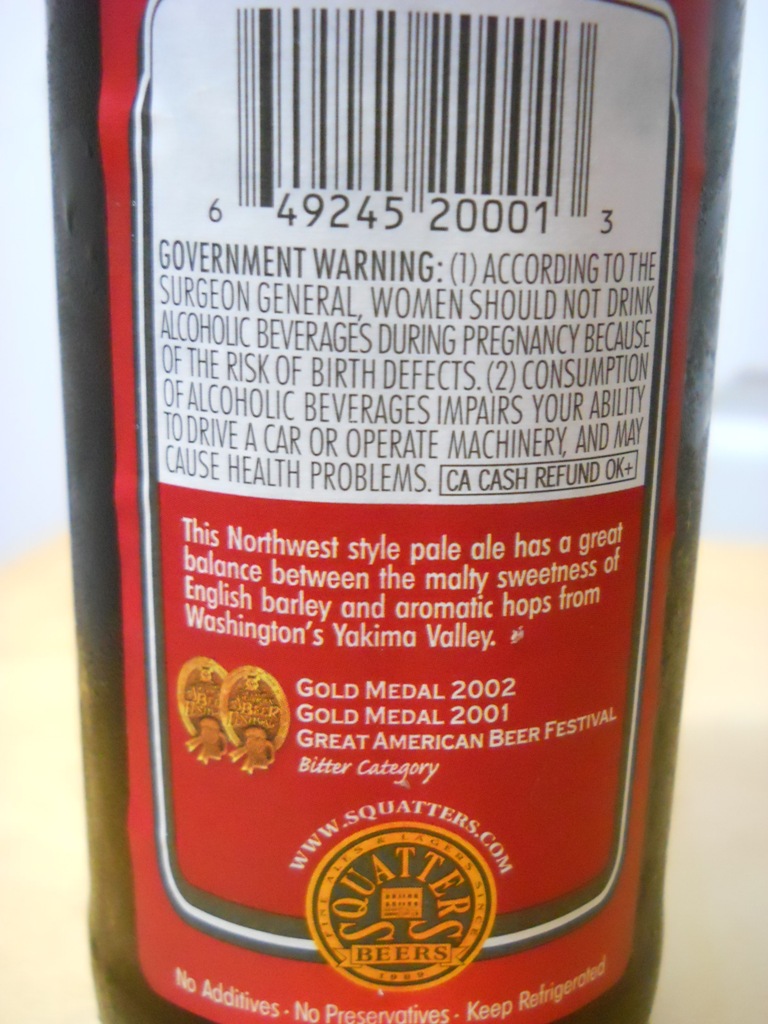 6 49245 20001 3
GOVERNMENT WARNING: (1) ACCORDING TO THE
SURGEON GENERAL, WOMEN SHOULD NOT DRINK
ALCOHOLIC BEVERAGES DURING PREGNANCY BECAUSE
OF THE RISK OF BIRTH DEFECTS. (2) CONSUMPTION
OF ALCOHOLIC BEVERAGES IMPAIRS YOUR ABILITY
TO DRIVE A CAR OR OPERATE MACHINERY, AND MAY
CAUSE HEALTH PROBLEMS. CA CASH REFUND OK+
This Northwest style pale ale has a great
balance between the malty sweetness of
English barley and aromatic hops from
Washington's Yakima Valley.
GOLD MEDAL 2002
GOLD MEDAL 2001
GREAT AMERICAN BEER FESTIVAL
Bitter Category
WWW.SQUATTERS.COM
FINE ALES & LAGERS SINCE
SQUATTERS
BEERS
1989
No Additives · No Preservatives · Keep Refrigerated